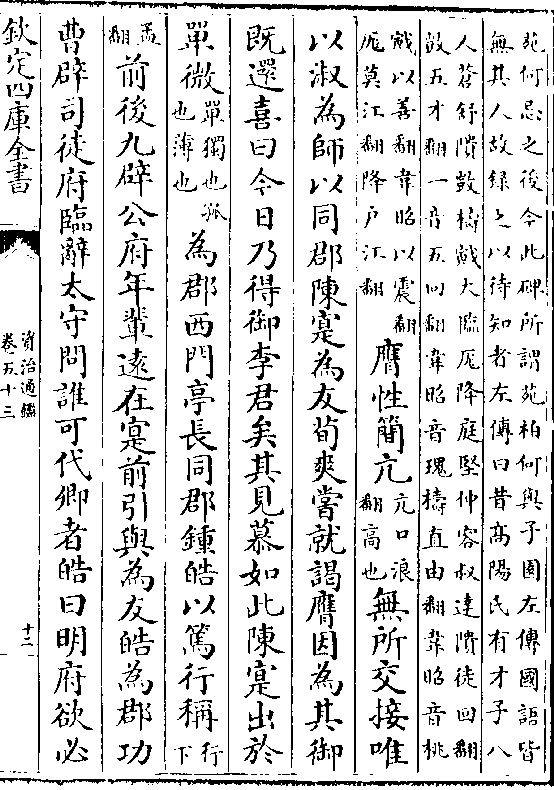 苑何忌之後今此碑所謂苑柏何與子園左傳國語皆
無其人故録之以待知者左傳曰昔高陽氏有才子八
人蒼舒隤敳檮戭大臨厖降庭堅仲容叔達隤徒回翻
敳五才翻一音五回翻韋昭音瑰檮直由翻韋昭音桃
戭以善翻韋昭以震翻
厖莫江翻降户江翻
膺性簡亢
亢口浪
翻高也
無所交接唯
以淑為師以同郡陳寔為友荀爽嘗就謁膺因為其御
既還喜曰今日乃得御李君矣其見慕如此陳寔出於
單微
單獨也孤
也薄也
為郡西門亭長同郡鍾皓以篤行稱
行
下
孟
翻
前後九辟公府年輩遠在寔前引與為友皓為郡功
曹辟司徒府臨辭太守問誰可代卿者皓曰明府欲必
欽定四庫全書
資治通鑑
卷五十三
十二